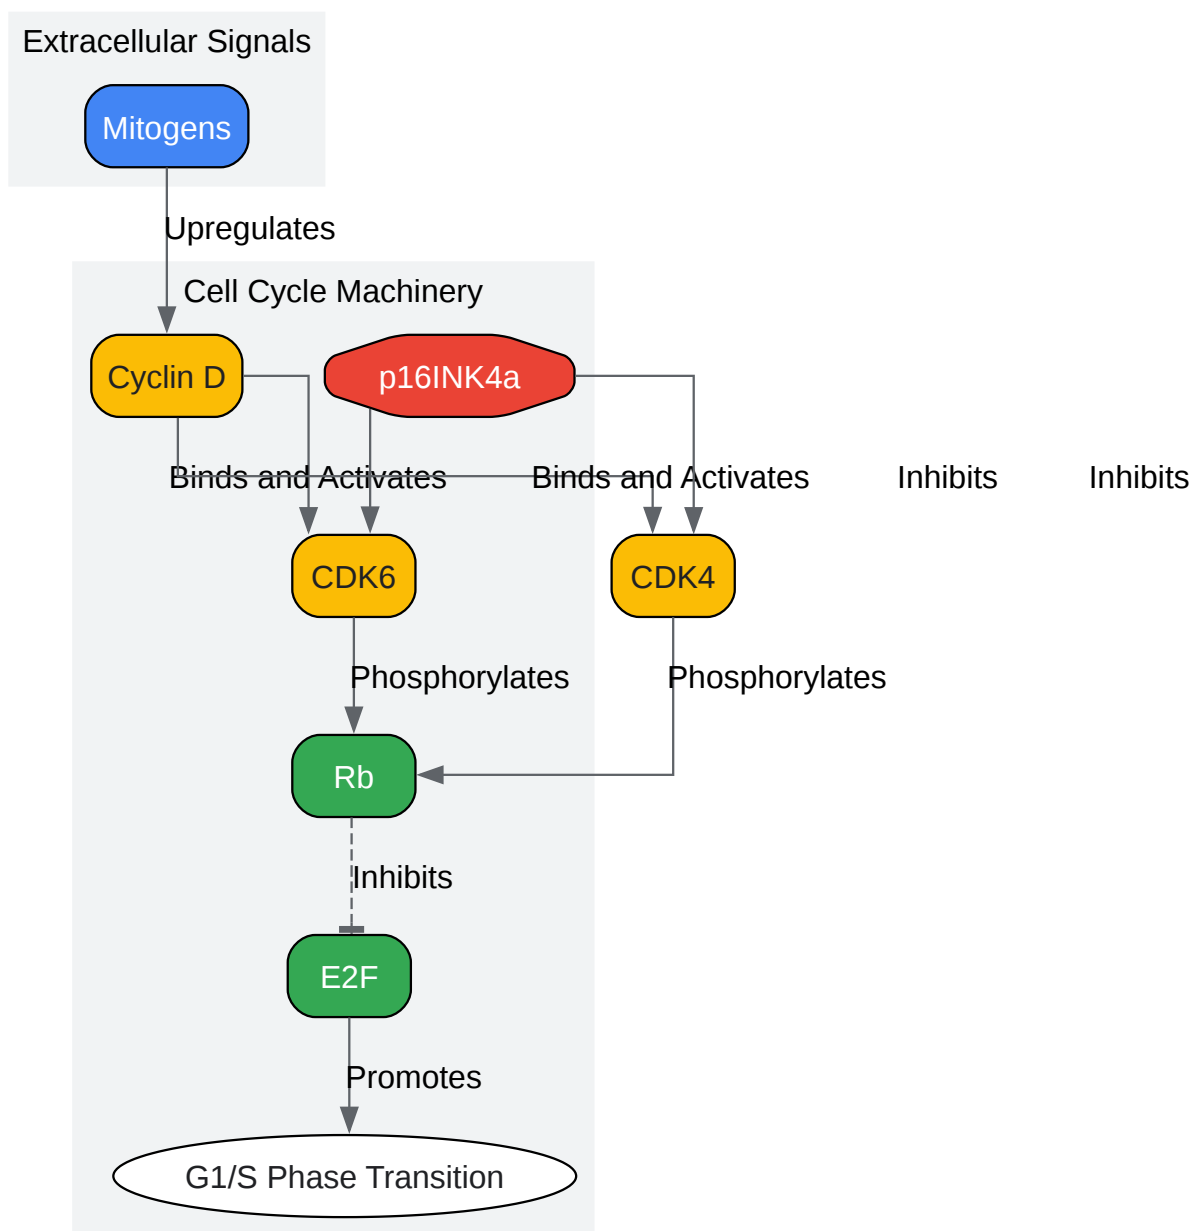 Extracellular Signals
Mitogens
Upregulates
Cell Cycle Machinery
Cyclin D
p16INK4a
Binds and Activates
Binds and Activates
Inhibits
Inhibits
CDK6
CDK4
Phosphorylates
Phosphorylates
Rb
Inhibits
E2F
Promotes
G1/S Phase Transition